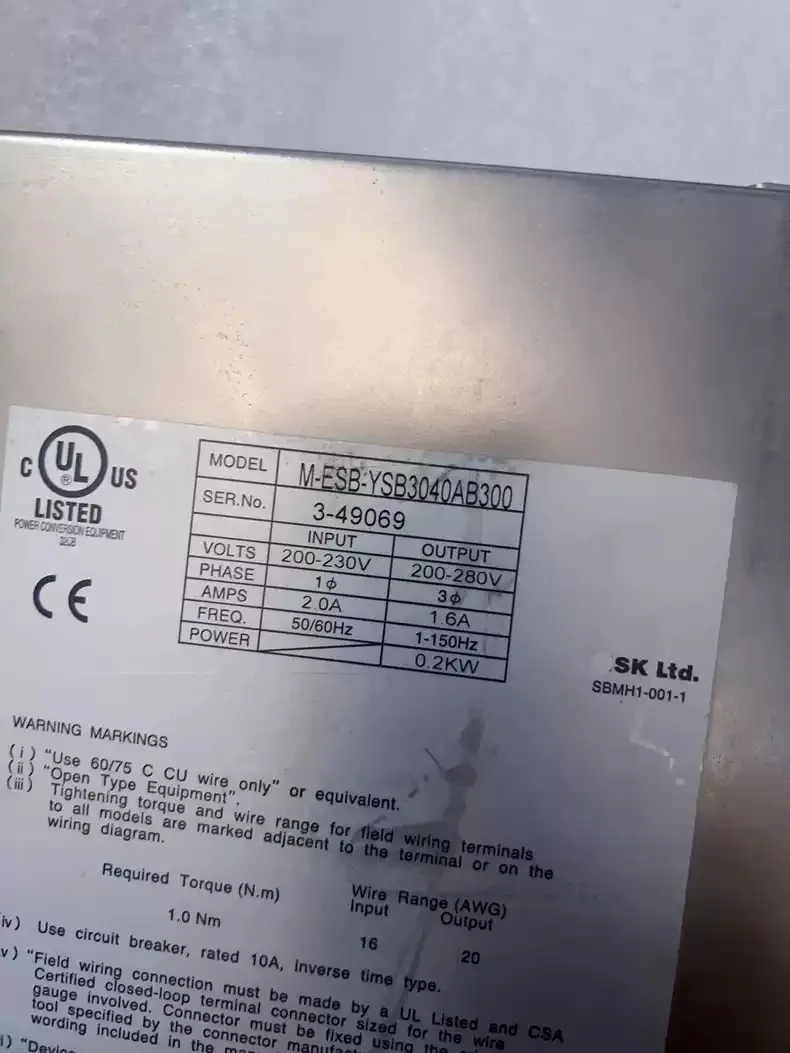 C UL® US
LISTED
POWER CONVERSION EQUIPMENT
32CB
CE
MODEL M-ESB-YSB3040AB300
SER.No. 3-49069
INPUT OUTPUT
VOLTS 200-230V 200-280V
PHASE 1ϕ 3ϕ
AMPS 2.0A 1.6A
FREQ. 50/60Hz 1-150Hz
POWER 0.2KW
SK Ltd.
SBMH1-001-1
WARNING MARKINGS
(i) "Use 60/75 C CU wire only" or equivalent.
(ii) "Open Type Equipment".
(iii) Tightening torque and wire range for field wiring terminals
to all models are marked adjacent to the terminal or on the
wiring diagram.
Required Torque (N.m) Wire Range (AWG)
Input Output
1.0 Nm 16 20
iv) Use circuit breaker, rated 10A, inverse time type.
v) "Field wiring connection must be made by a UL Listed and CSA
Certified closed-loop terminal connector sized for the wire
gauge involved. Connector must be fixed using the
tool specified by the connector
wording included in the
i) "Device